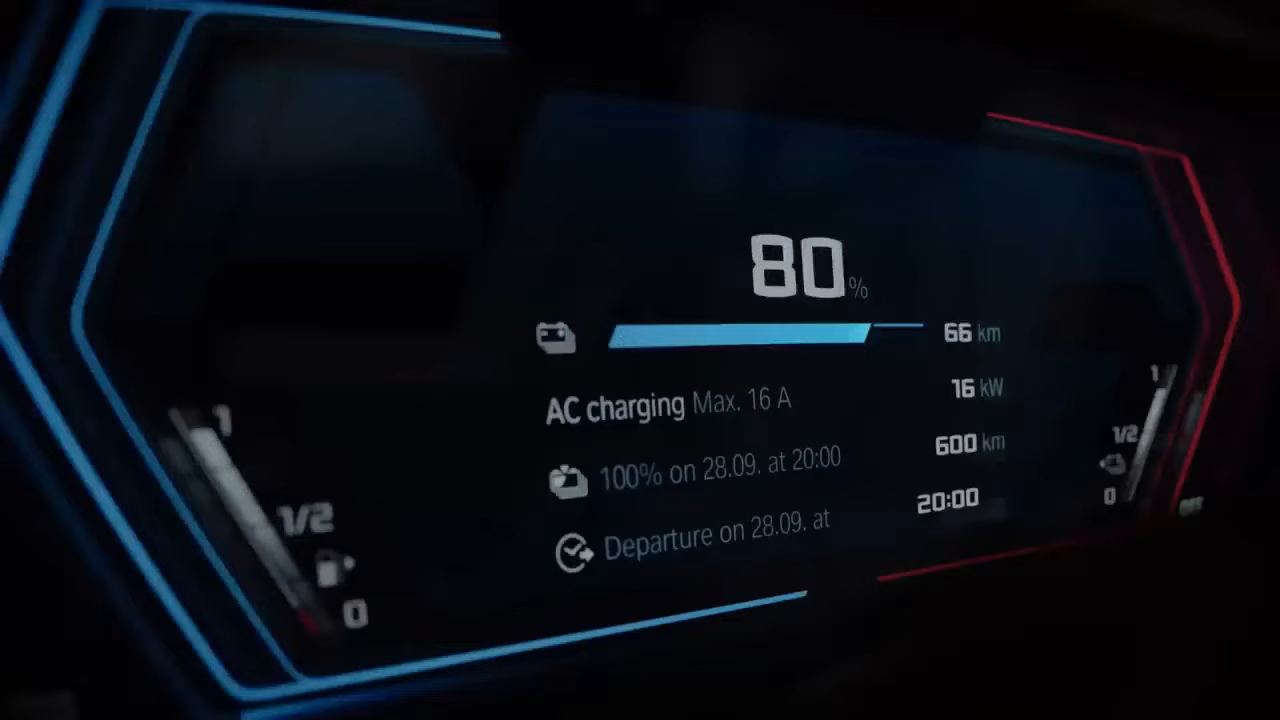 80%
66 km
AC charging Max. 16 A
16 kW
100% on 28.09. at 20:00
600 km
Departure on 28.09. at
20:00
1
1/2
0
1
1/2
0
OFF